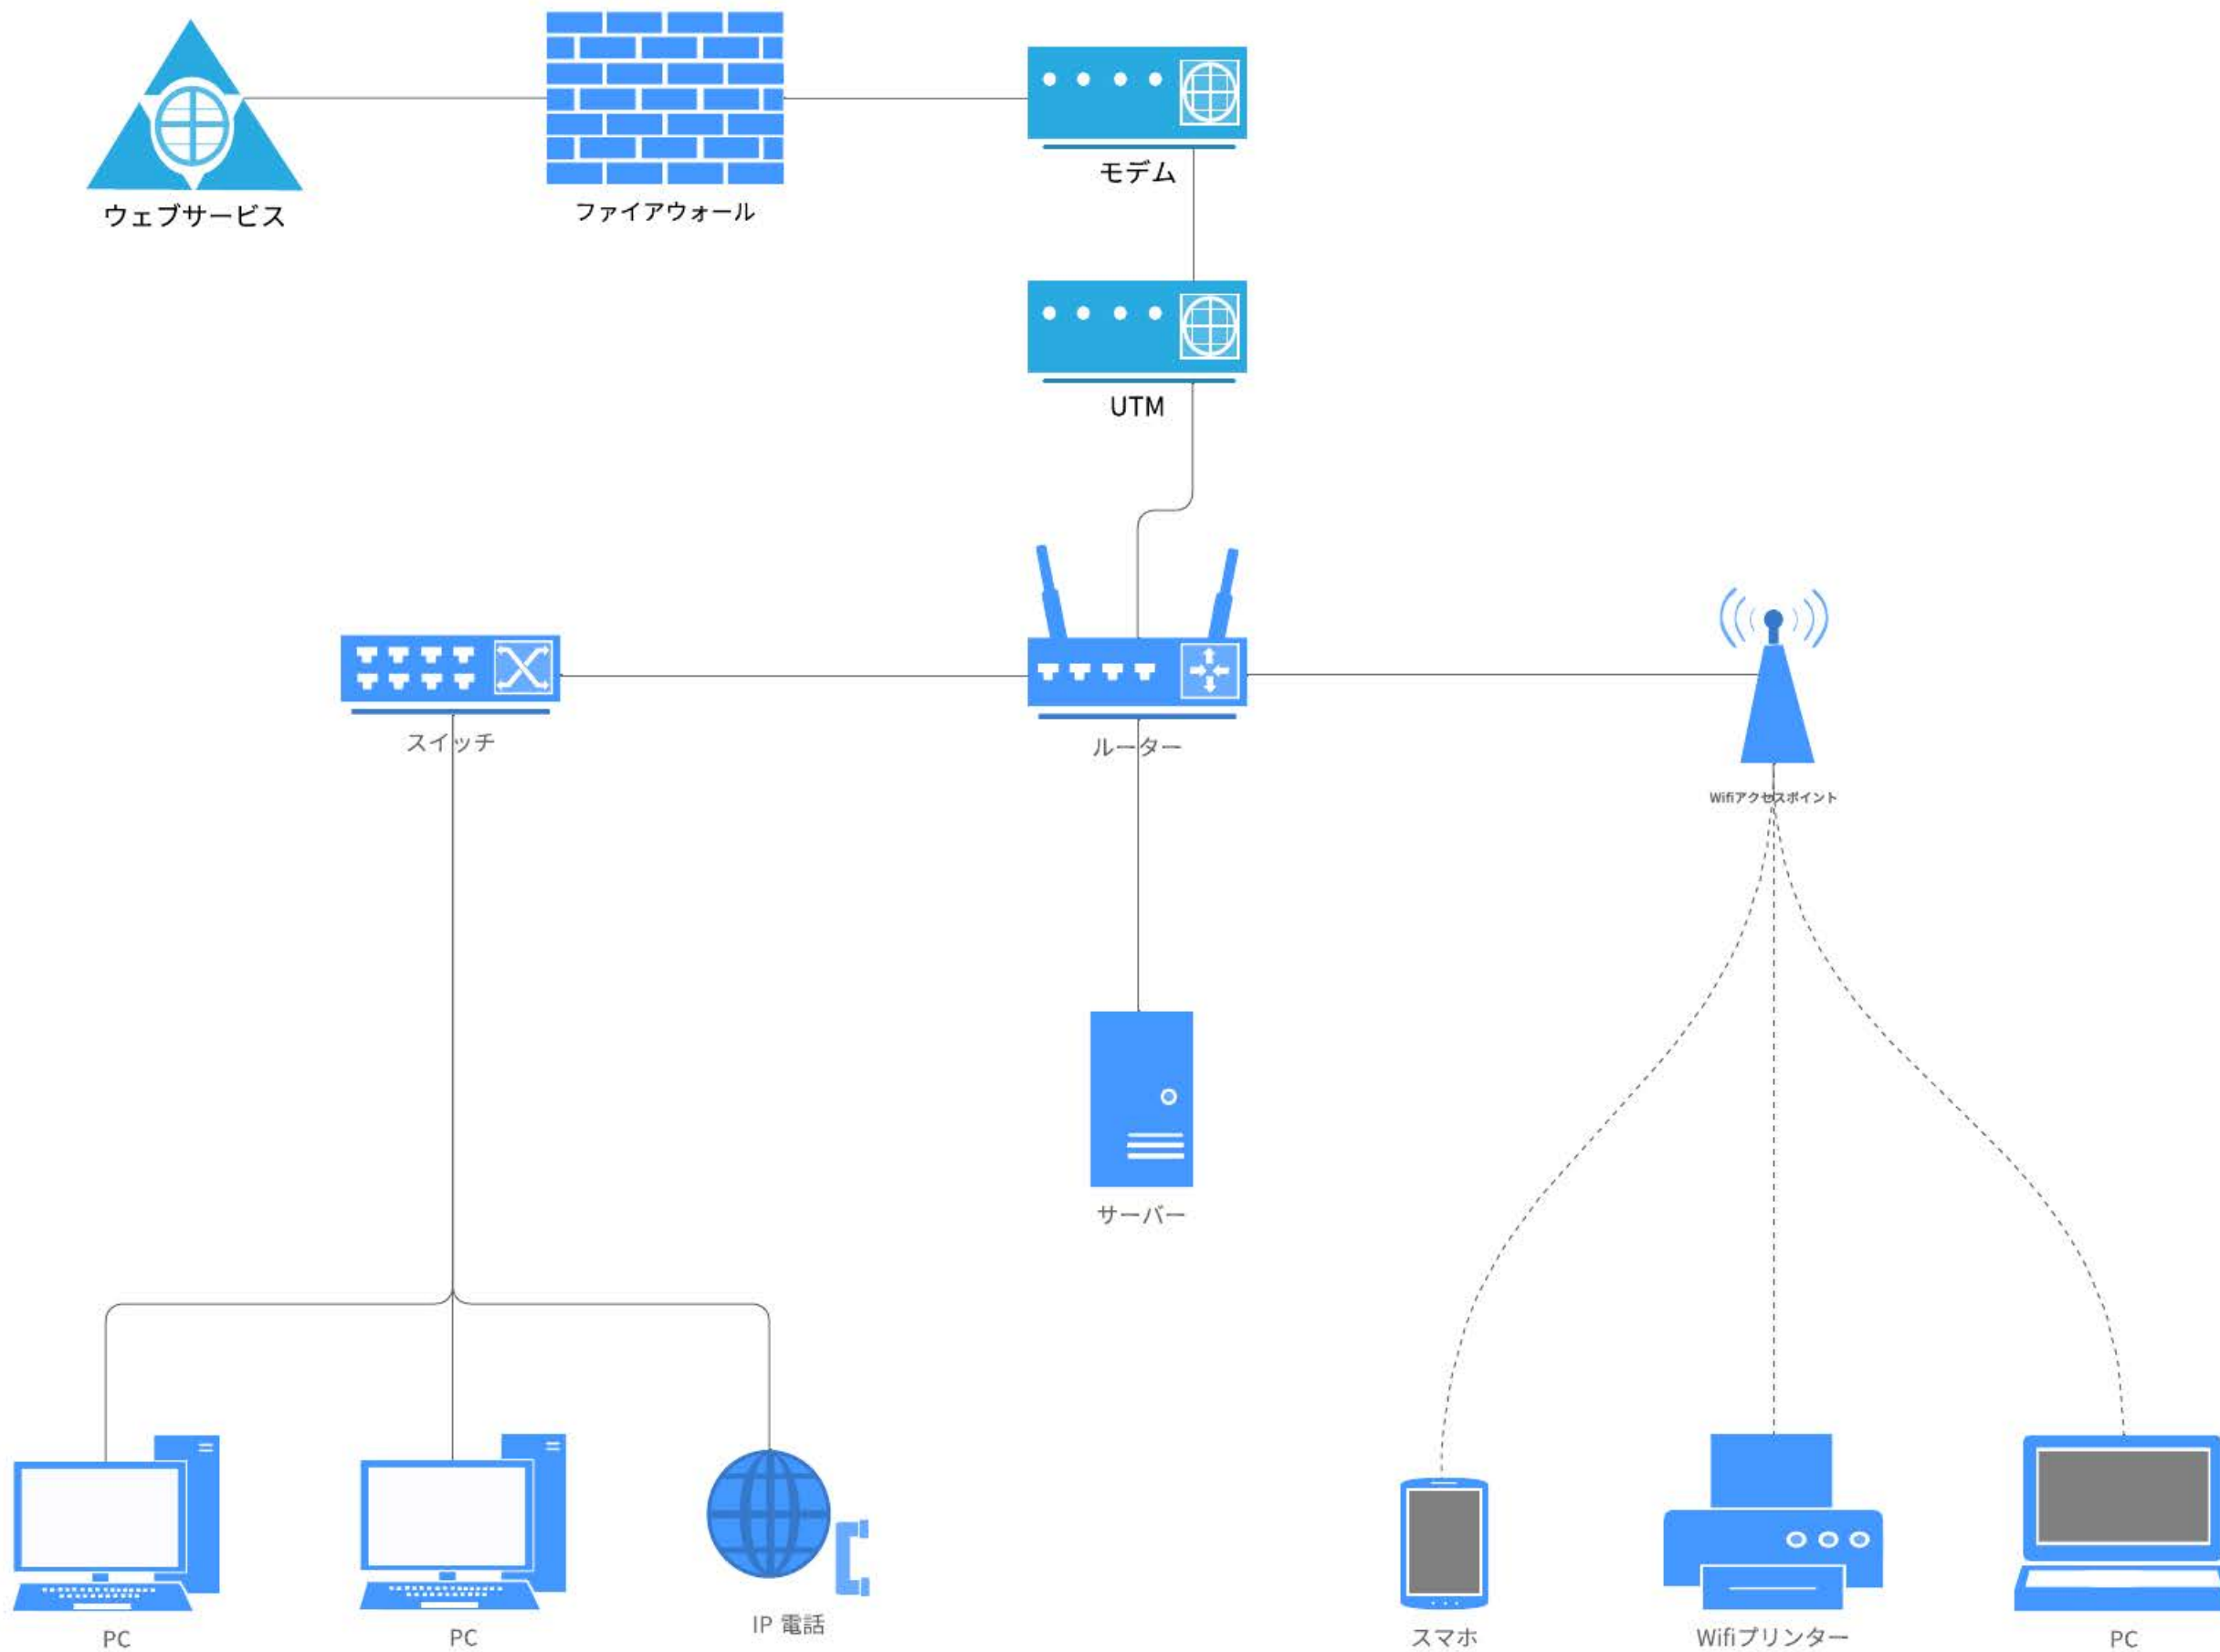 ウェブサービス
ファイアウォール
モデム
UTM
スイッチ
ルーター
Wifiアクセスポイント
サーバー
PC
PC
IP 電話
スマホ
Wifiプリンター
PC